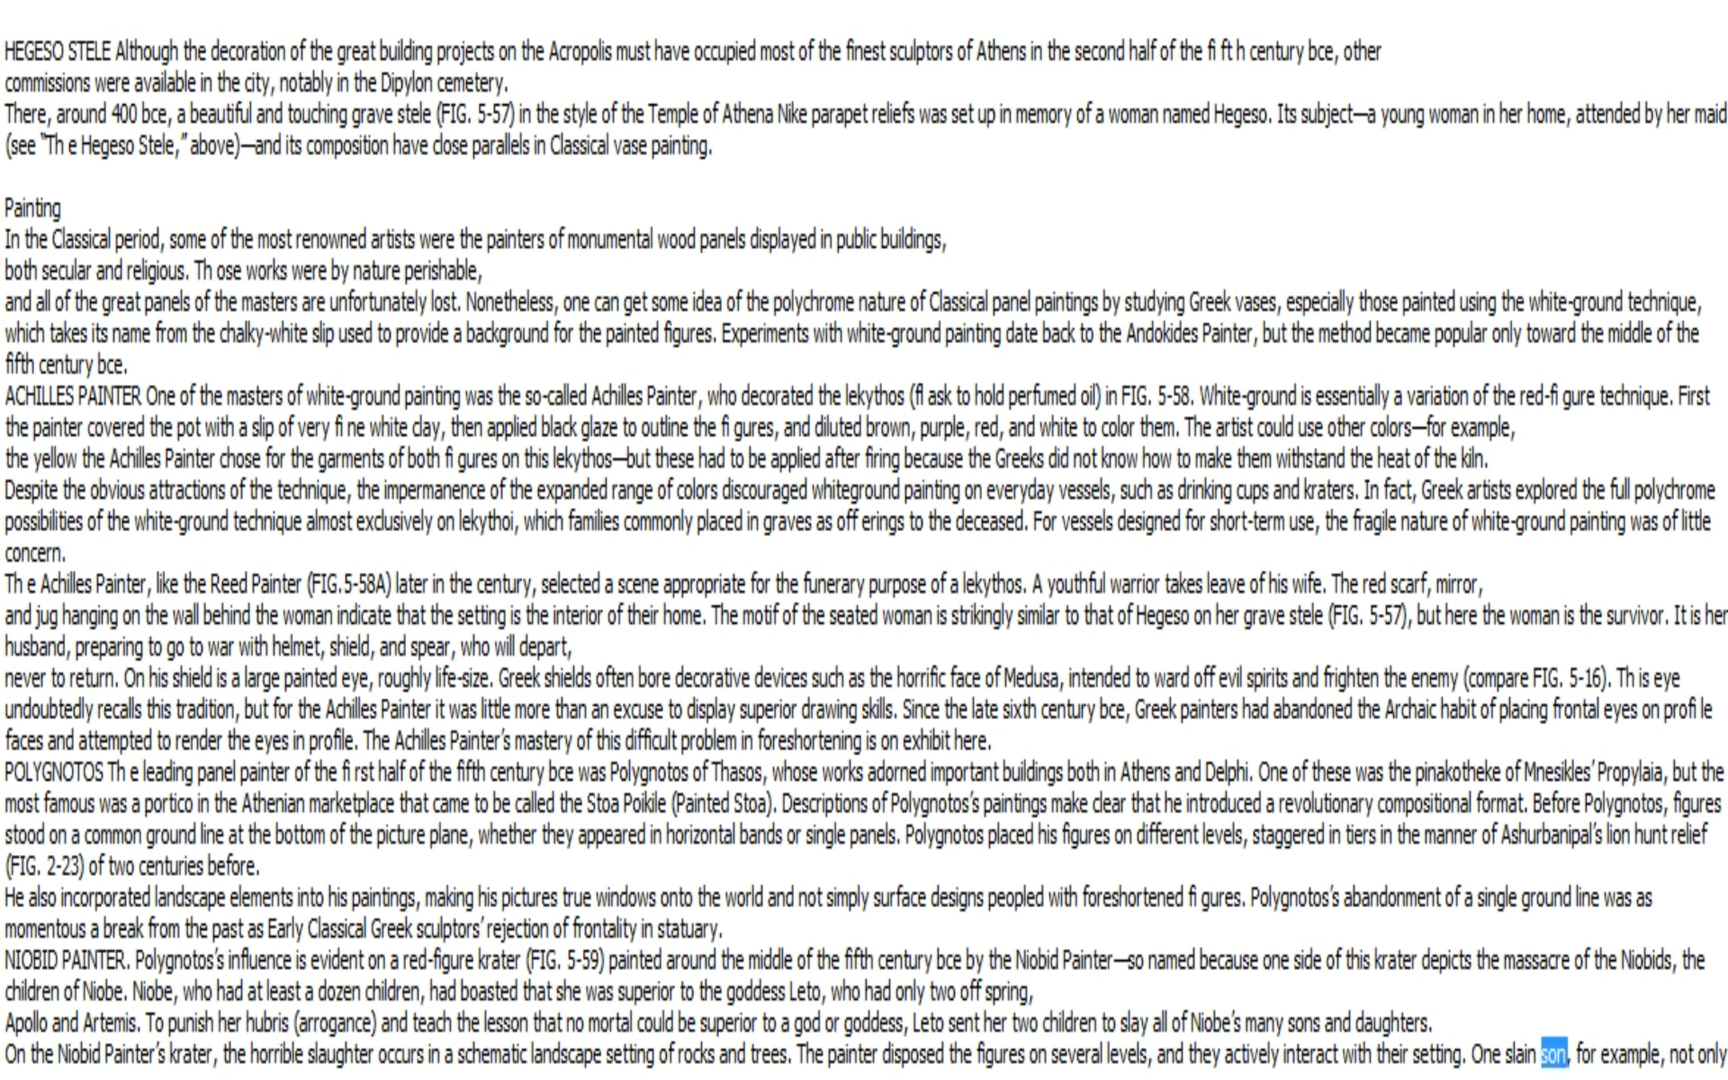 HEGESO STELE Although the decoration of the great building projects on the Acropolis must have occupied most of the finest sculptors of Athens in the second half of the fi ft h century bce, other
commissions were available in the city, notably in the Dipylon cemetery.
There, around 400 bce, a beautiful and touching grave stele (FIG. 5-57) in the style of the Temple of Athena Nike parapet reliefs was set up in memory of a woman named Hegeso. Its subject—a young woman in her home, attended by her maid
(see "Th e Hegeso Stele," above)—and its composition have close parallels in Classical vase painting.
Painting
In the Classical period, some of the most renowned artists were the painters of monumental wood panels displayed in public buildings,
both secular and religious. Th ose works were by nature perishable,
and all of the great panels of the masters are unfortunately lost. Nonetheless, one can get some idea of the polychrome nature of Classical panel paintings by studying Greek vases, especially those painted using the white-ground technique,
which takes its name from the chalky-white slip used to provide a background for the painted figures. Experiments with white-ground painting date back to the Andokides Painter, but the method became popular only toward the middle of the
fifth century bce.
ACHILLES PAINTER One of the masters of white-ground painting was the so-called Achilles Painter, who decorated the lekythos (fl ask to hold perfumed oil) in FIG. 5-58. White-ground is essentially a variation of the red-fi gure technique. First
the painter covered the pot with a slip of very fi ne white clay, then applied black glaze to outline the fi gures, and diluted brown, purple, red, and white to color them. The artist could use other colors—for example,
the yellow the Achilles Painter chose for the garments of both fi gures on this lekythos—but these had to be applied after firing because the Greeks did not know how to make them withstand the heat of the kiln.
Despite the obvious attractions of the technique, the impermanence of the expanded range of colors discouraged whiteground painting on everyday vessels, such as drinking cups and kraters. In fact, Greek artists explored the full polychrome
possibilities of the white-ground technique almost exclusively on lekythoi, which families commonly placed in graves as off erings to the deceased. For vessels designed for short-term use, the fragile nature of white-ground painting was of little
concern.
Th e Achilles Painter, like the Reed Painter (FIG.5-58A) later in the century, selected a scene appropriate for the funerary purpose of a lekythos. A youthful warrior takes leave of his wife. The red scarf, mirror,
and jug hanging on the wall behind the woman indicate that the setting is the interior of their home. The motif of the seated woman is strikingly similar to that of Hegeso on her grave stele (FIG. 5-57), but here the woman is the survivor. It is her
husband, preparing to go to war with helmet, shield, and spear, who will depart,
never to return. On his shield is a large painted eye, roughly life-size. Greek shields often bore decorative devices such as the horrific face of Medusa, intended to ward off evil spirits and frighten the enemy (compare FIG. 5-16). Th is eye
undoubtedly recalls this tradition, but for the Achilles Painter it was little more than an excuse to display superior drawing skills. Since the late sixth century bce, Greek painters had abandoned the Archaic habit of placing frontal eyes on profi le
faces and attempted to render the eyes in profile. The Achilles Painter's mastery of this difficult problem in foreshortening is on exhibit here.
POLYGNOTOS Th e leading panel painter of the fi rst half of the fifth century bce was Polygnotos of Thasos, whose works adorned important buildings both in Athens and Delphi. One of these was the pinakotheke of Mnesikles' Propylaia, but the
most famous was a portico in the Athenian marketplace that came to be called the Stoa Poikile (Painted Stoa). Descriptions of Polygnotos's paintings make clear that he introduced a revolutionary compositional format. Before Polygnotos, figures
stood on a common ground line at the bottom of the picture plane, whether they appeared in horizontal bands or single panels. Polygnotos placed his figures on different levels, staggered in tiers in the manner of Ashurbanipal's lion hunt relief
(FIG. 2-23) of two centuries before.
He also incorporated landscape elements into his paintings, making his pictures true windows onto the world and not simply surface designs peopled with foreshortened fi gures. Polygnotos's abandonment of a single ground line was as
momentous a break from the past as Early Classical Greek sculptors' rejection of frontality in statuary.
NIOBID PAINTER. Polygnotos's influence is evident on a red-figure krater (FIG. 5-59) painted around the middle of the fifth century bce by the Niobid Painter—so named because one side of this krater depicts the massacre of the Niobids, the
children of Niobe. Niobe, who had at least a dozen children, had boasted that she was superior to the goddess Leto, who had only two off spring,
Apollo and Artemis. To punish her hubris (arrogance) and teach the lesson that no mortal could be superior to a god or goddess, Leto sent her two children to slay all of Niobe's many sons and daughters.
On the Niobid Painter's krater, the horrible slaughter occurs in a schematic landscape setting of rocks and trees. The painter disposed the figures on several levels, and they actively interact with their setting. One slain son, for example, not only